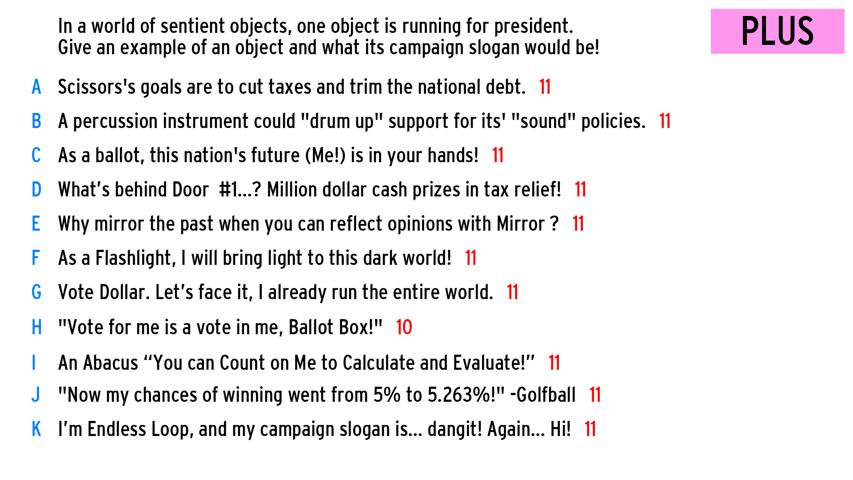 In a world of sentient objects, one object is running for president.
PLUS
Give an example of an object and what its campaign slogan would be!
A Scissors's goals are to cut taxes and trim the national debt. 11
B A percussion instrument could "drum up" support for its' "sound" policies. 11
C As a ballot, this nation's future (Me!) is in your hands! 11
D What's behind Door #1...? Million dollar cash prizes in tax relief! 11
E Why mirror the past when you can reflect opinions with Mirror ? 11
F As a Flashlight, I will bring light to this dark world! 11
G Vote Dollar. Let's face it, I already run the entire world. 11
H "Vote for me is a vote in me, Ballot Box!" 10
I An Abacus “You can Count on Me to Calculate and Evaluate!” 11
J "Now my chances of winning went from 5% to 5.263%!" -Golfball 11
K I'm Endless Loop, and my campaign slogan is... dangit! Again... Hi! 11